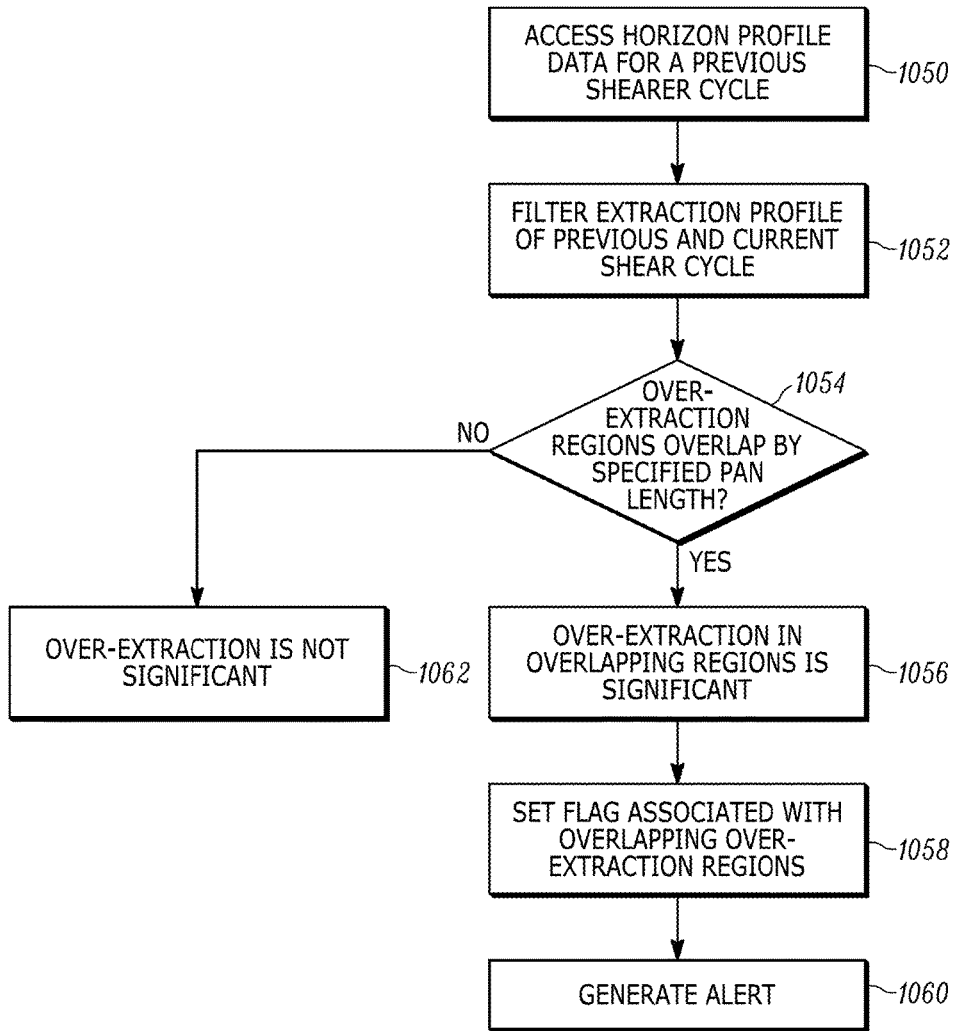 ACCESS HORIZON PROFILE
DATA FOR A PREVIOUS
SHEARER CYCLE
1050
FILTER EXTRACTION PROFILE
OF PREVIOUS AND CURRENT
SHEAR CYCLE
1052
OVER-
EXTRACTION
REGIONS OVERLAP BY
SPECIFIED PAN
LENGTH?
1054
NO
YES
OVER-EXTRACTION IS NOT
SIGNIFICANT
1062
OVER-EXTRACTION IN
OVERLAPPING REGIONS IS
SIGNIFICANT
1056
SET FLAG ASSOCIATED WITH
OVERLAPPING OVER-
EXTRACTION REGIONS
1058
GENERATE ALERT
1060